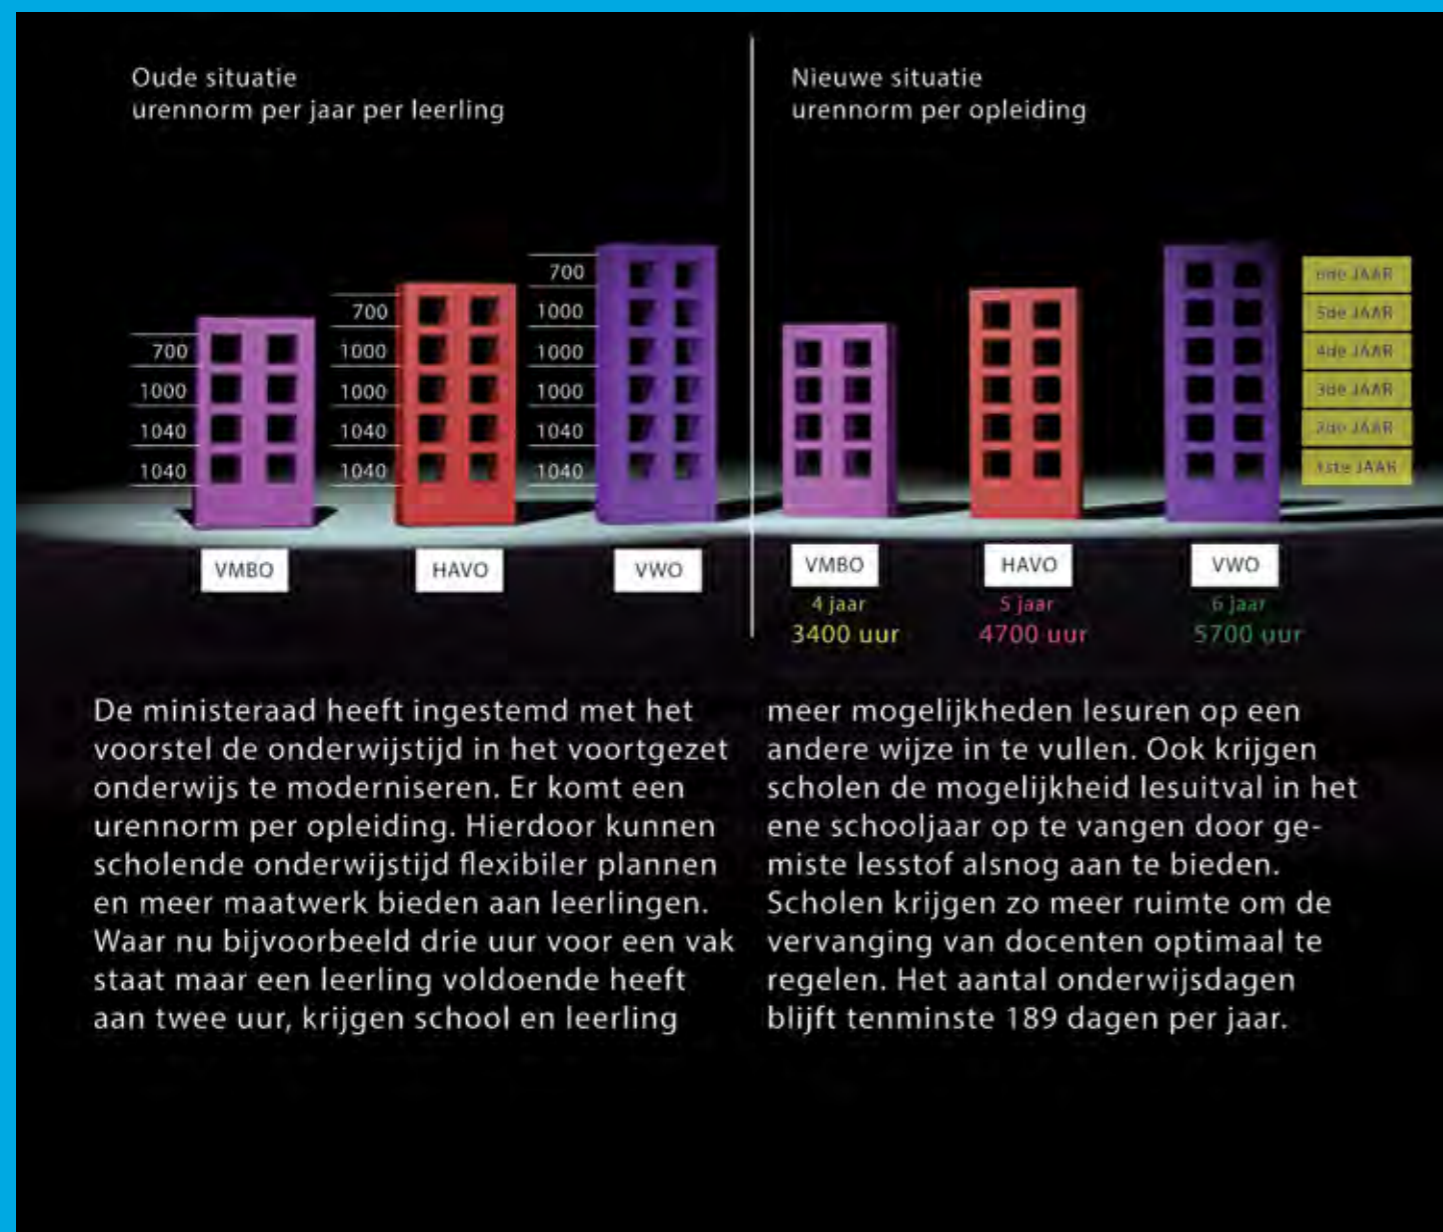 Oude situatie
urennorm per jaar per leerling
700
1000
1040
1040
700
1000
1000
1040
1040
700
1000
1000
1000
1040
1040
VMBO
HAVO
VWO
Nieuwe situatie
urennorm per opleiding
6de JAAR
5de JAAR
4de JAAR
3de JAAR
2de JAAR
1ste JAAR
VMBO
HAVO
VWO
4 jaar
5 jaar
6 jaar
3400 uur
4700 uur
5700 uur
De ministeraad heeft ingestemd met het
voorstel de onderwijstijd in het voortgezet
onderwijs te moderniseren. Er komt een
urennorm per opleiding. Hierdoor kunnen
scholende onderwijstijd flexibiler plannen
en meer maatwerk bieden aan leerlingen.
Waar nu bijvoorbeeld drie uur voor een vak
staat maar een leerling voldoende heeft
aan twee uur, krijgen school en leerling
meer mogelijkheden lesuren op een
andere wijze in te vullen. Ook krijgen
scholen de mogelijkheid lesuitval in het
ene schooljaar op te vangen door ge-
miste lesstof alsnog aan te bieden.
Scholen krijgen zo meer ruimte om de
vervanging van docenten optimaal te
regelen. Het aantal onderwijsdagen
blijft tenminste 189 dagen per jaar.